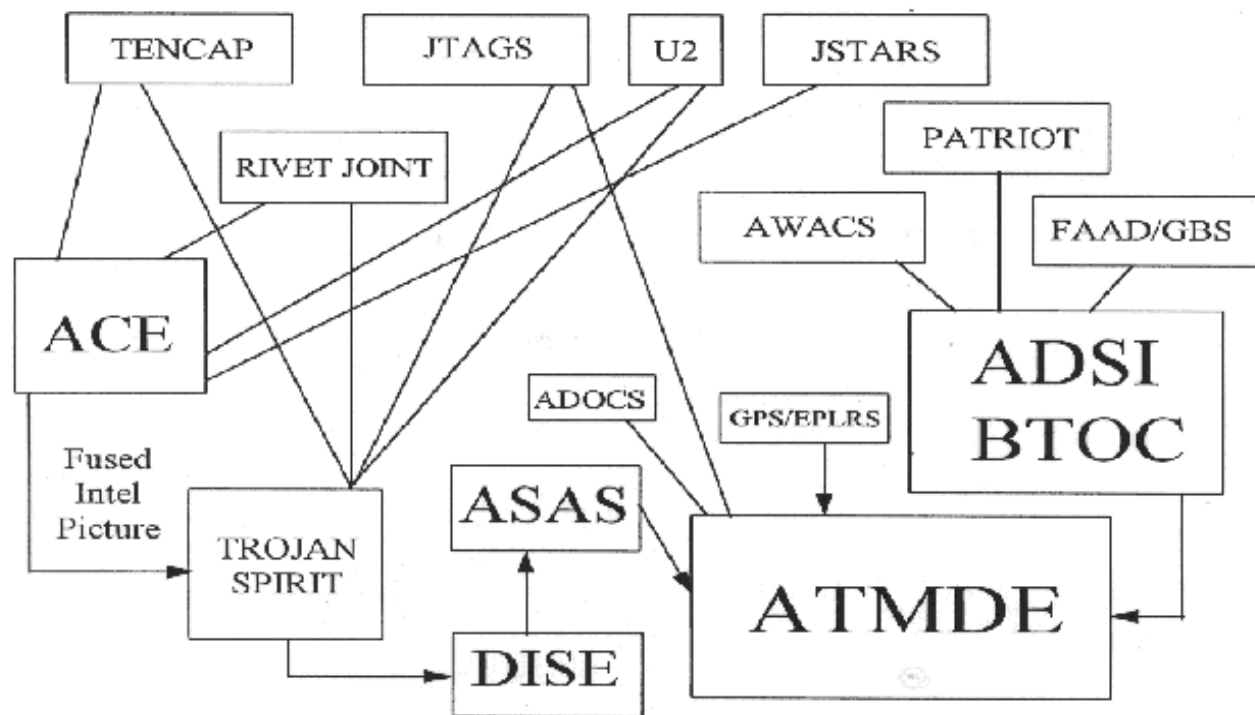 TENCAP
JTAGS
U2
JSTARS
RIVET JOINT
PATRIOT
AWACS
FAAD/GBS
ACE
ADSI
BTOC
ADOCS
GPS/EPLRS
Fused
Intel
Picture
ASAS
TROJAN
SPIRIT
ATMDE
DISE